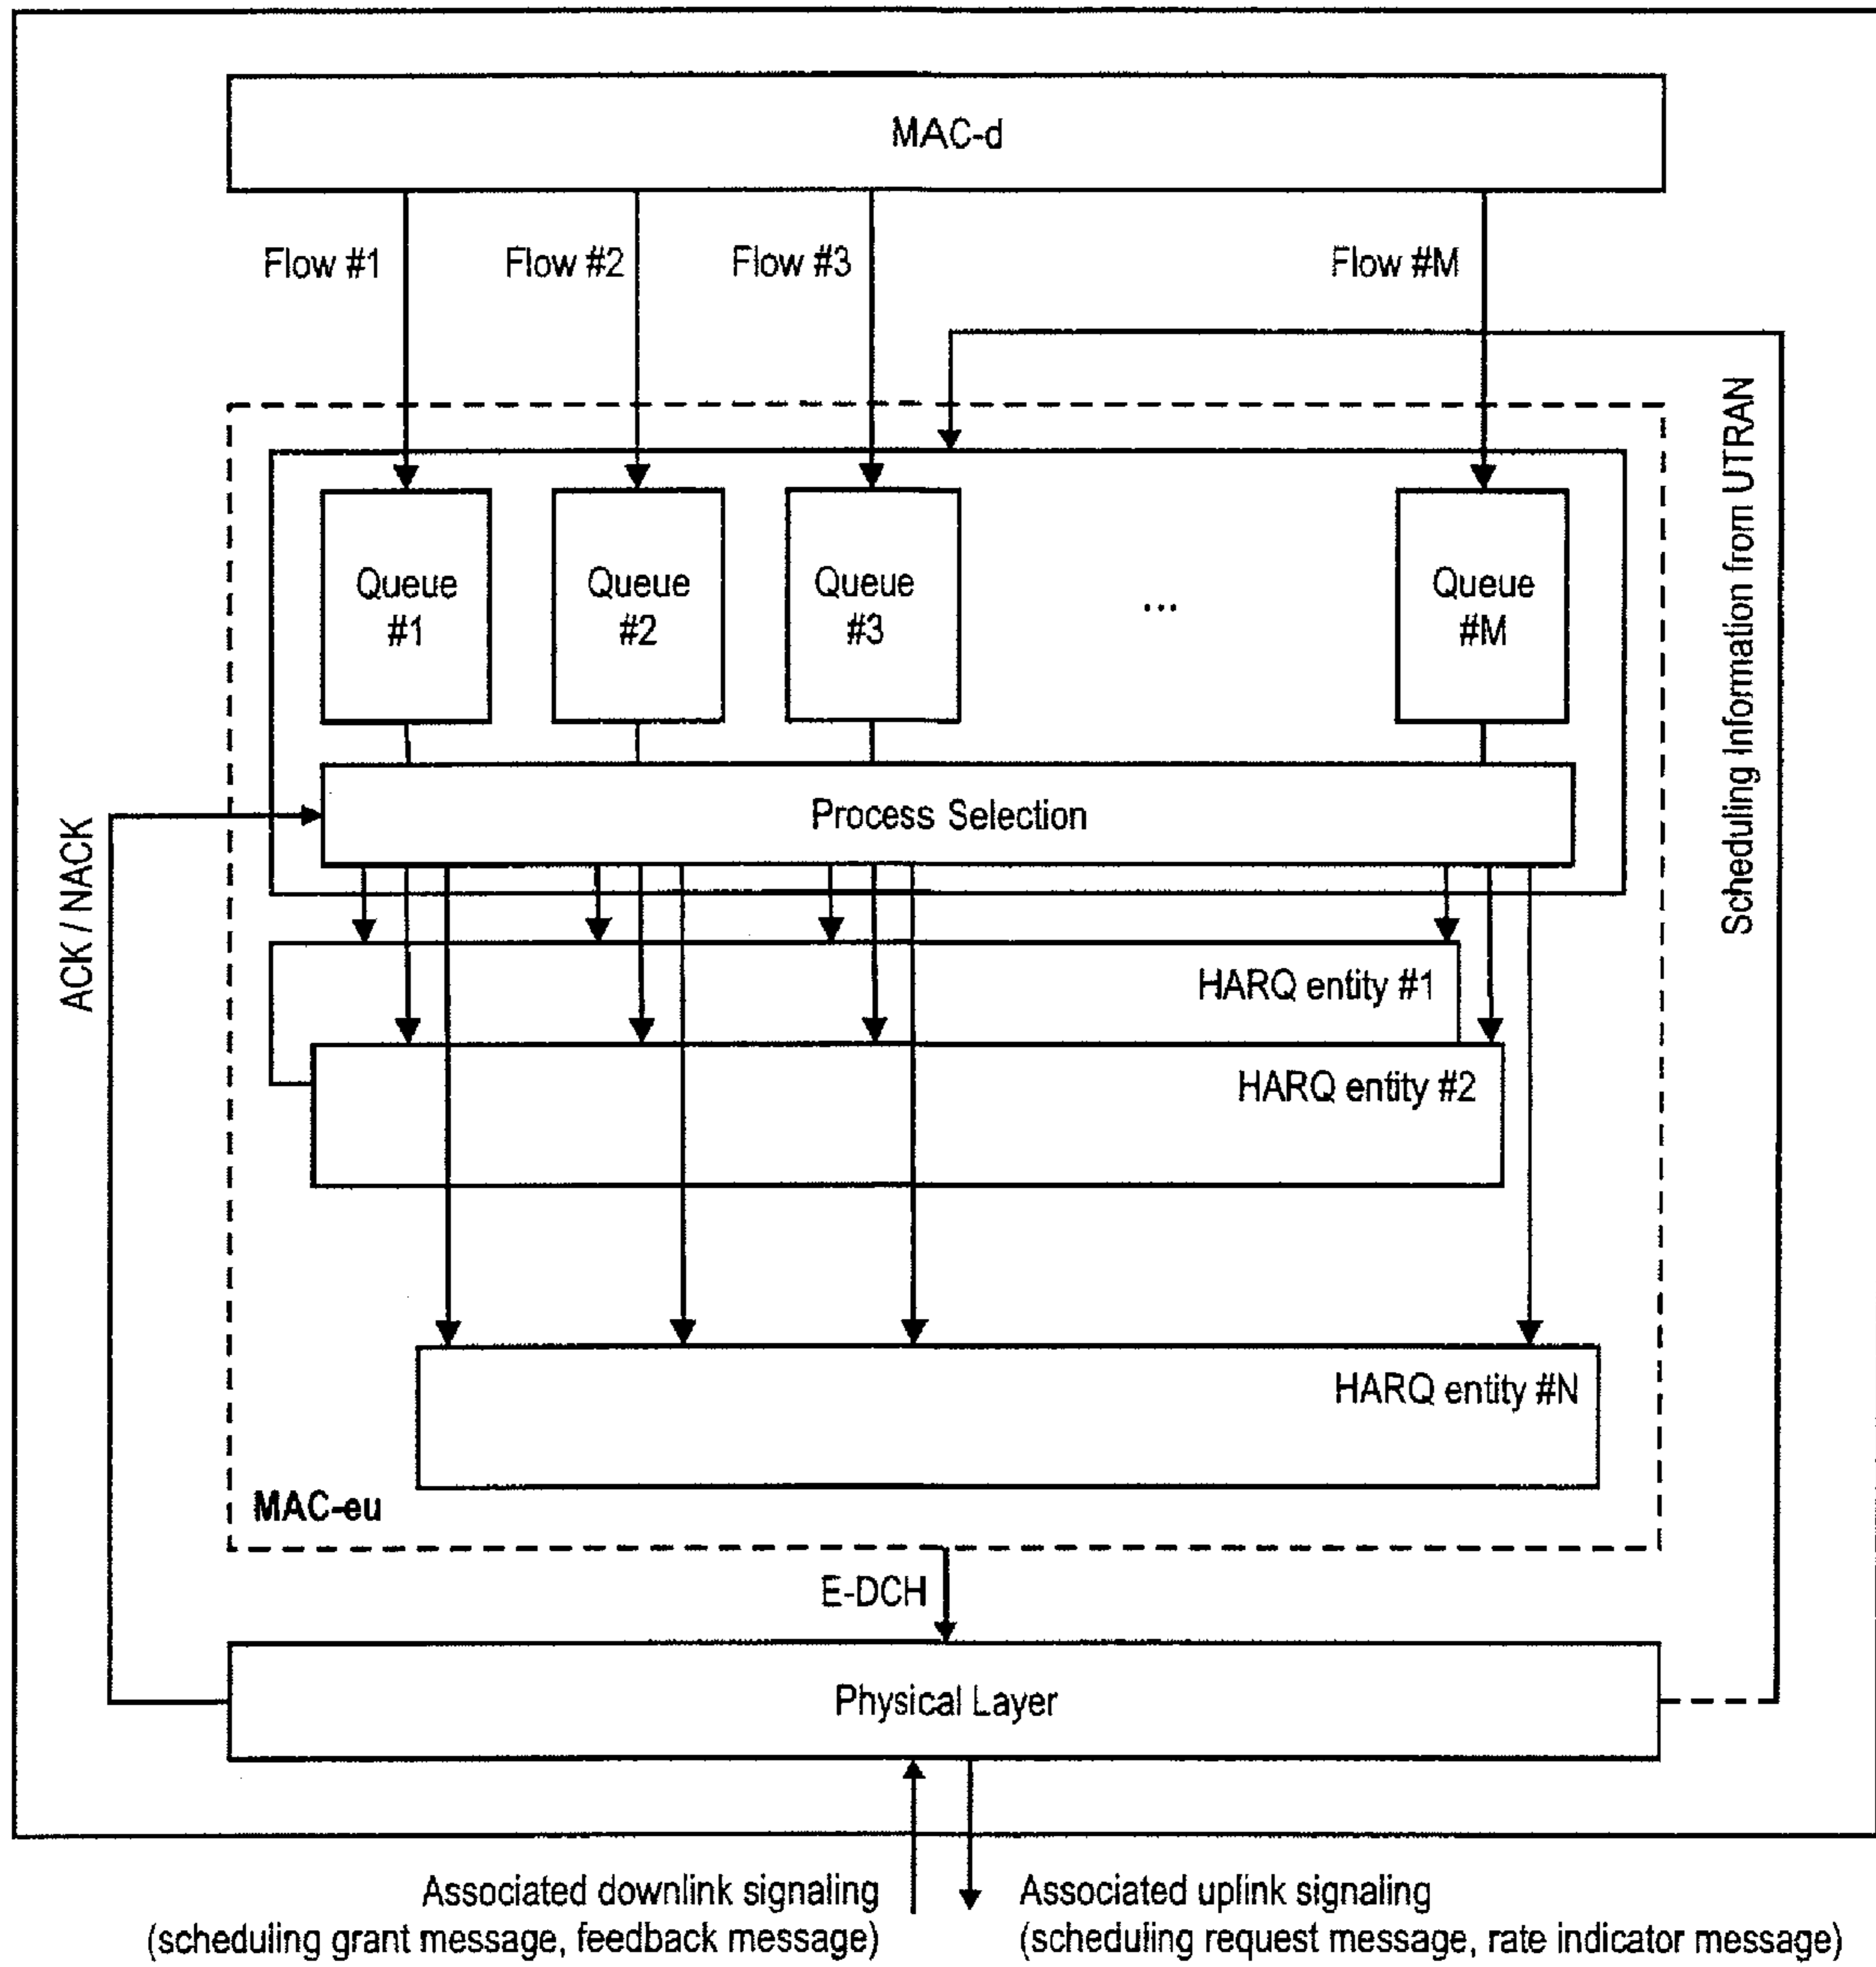 MAC-d
Flow #1
Flow #2
Flow #3
Flow #M
Scheduling Information from UTRAN
Queue
#1
Queue
#2
Queue
#3
...
Queue
#M
Process Selection
ACK / NACK
HARQ entity #1
HARQ entity #2
HARQ entity #N
MAC-eu
E-DCH
Physical Layer
Associated downlink signaling
(scheduling grant message, feedback message)
Associated uplink signaling
(scheduling request message, rate indicator message)